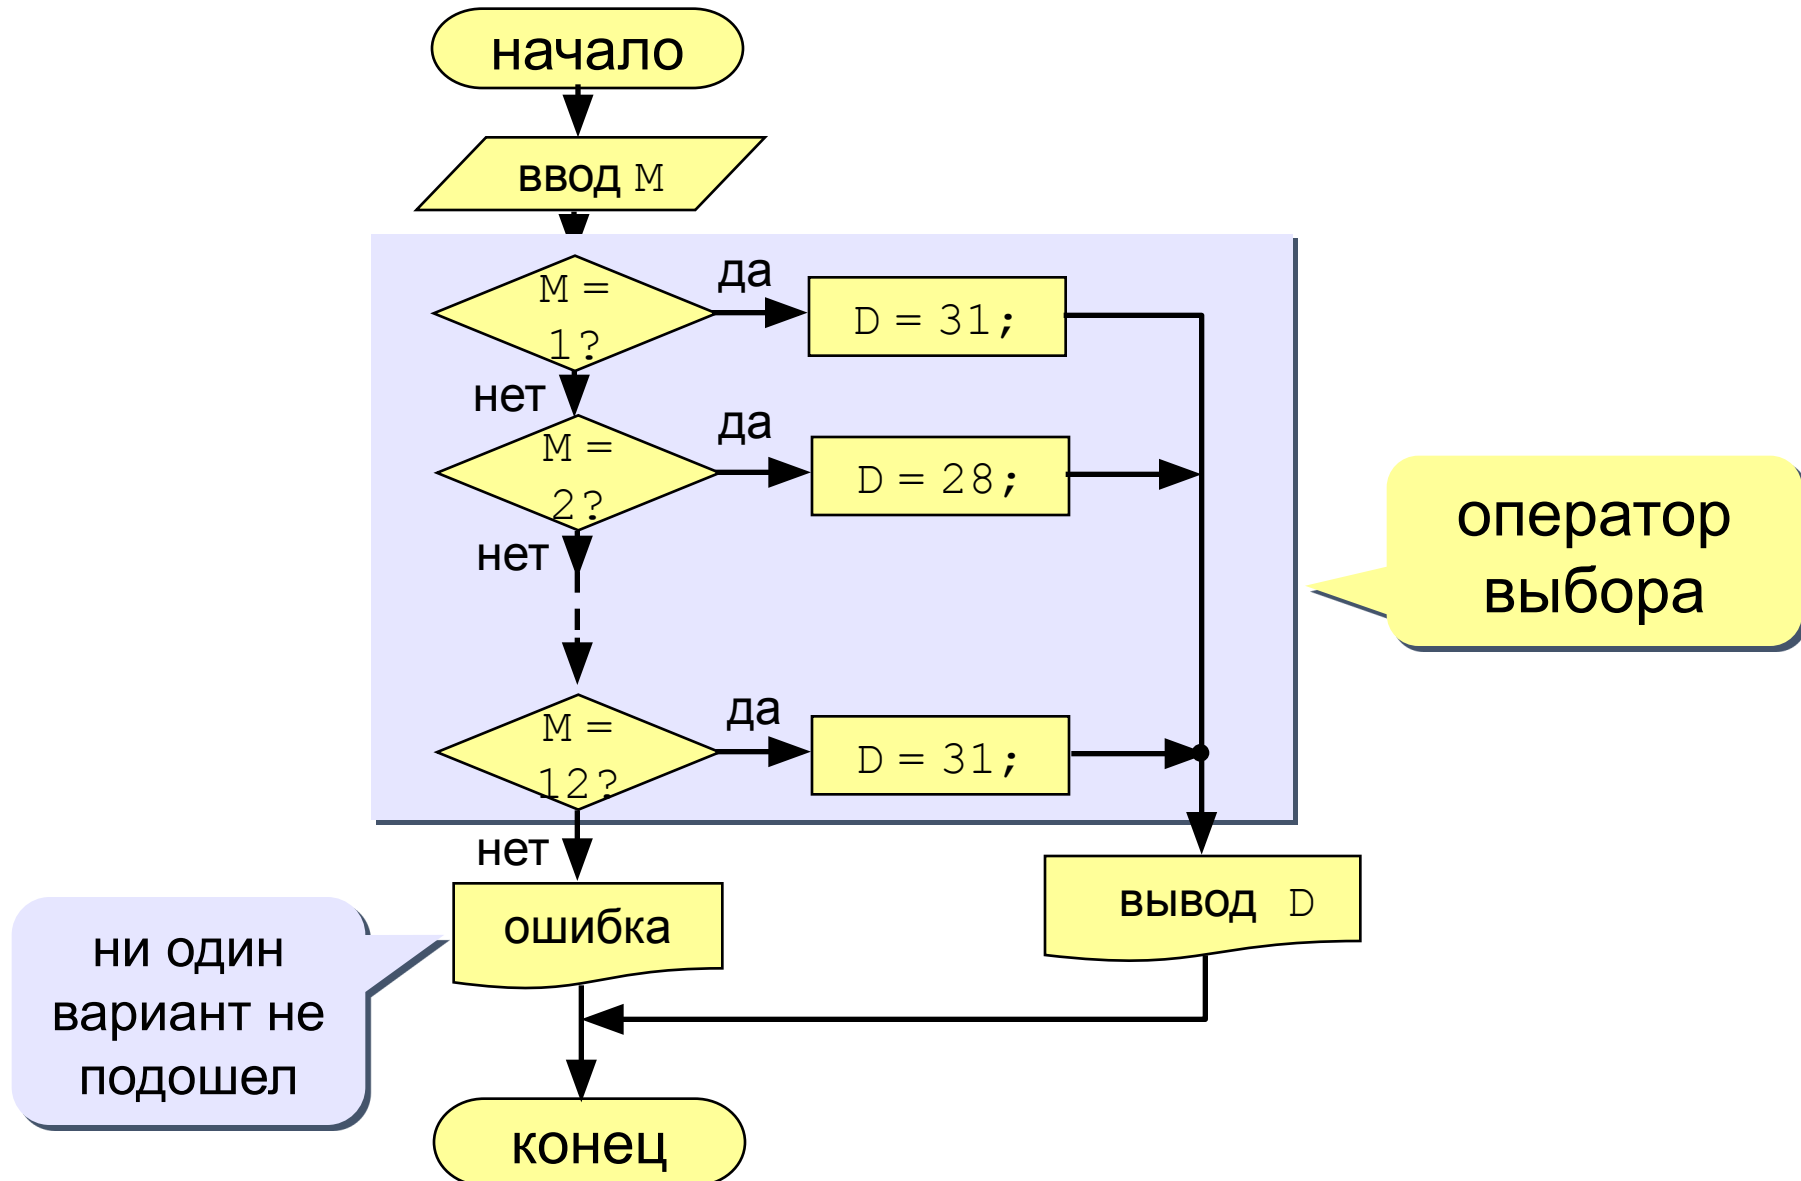 начало
ввод M
M =
1?
да
D = 31;
нет
M =
2?
да
D = 28;
нет
оператор
выбора
M =
12?
да
D = 31;
нет
ошибка
вывод D
ни один
вариант не
подошел
конец